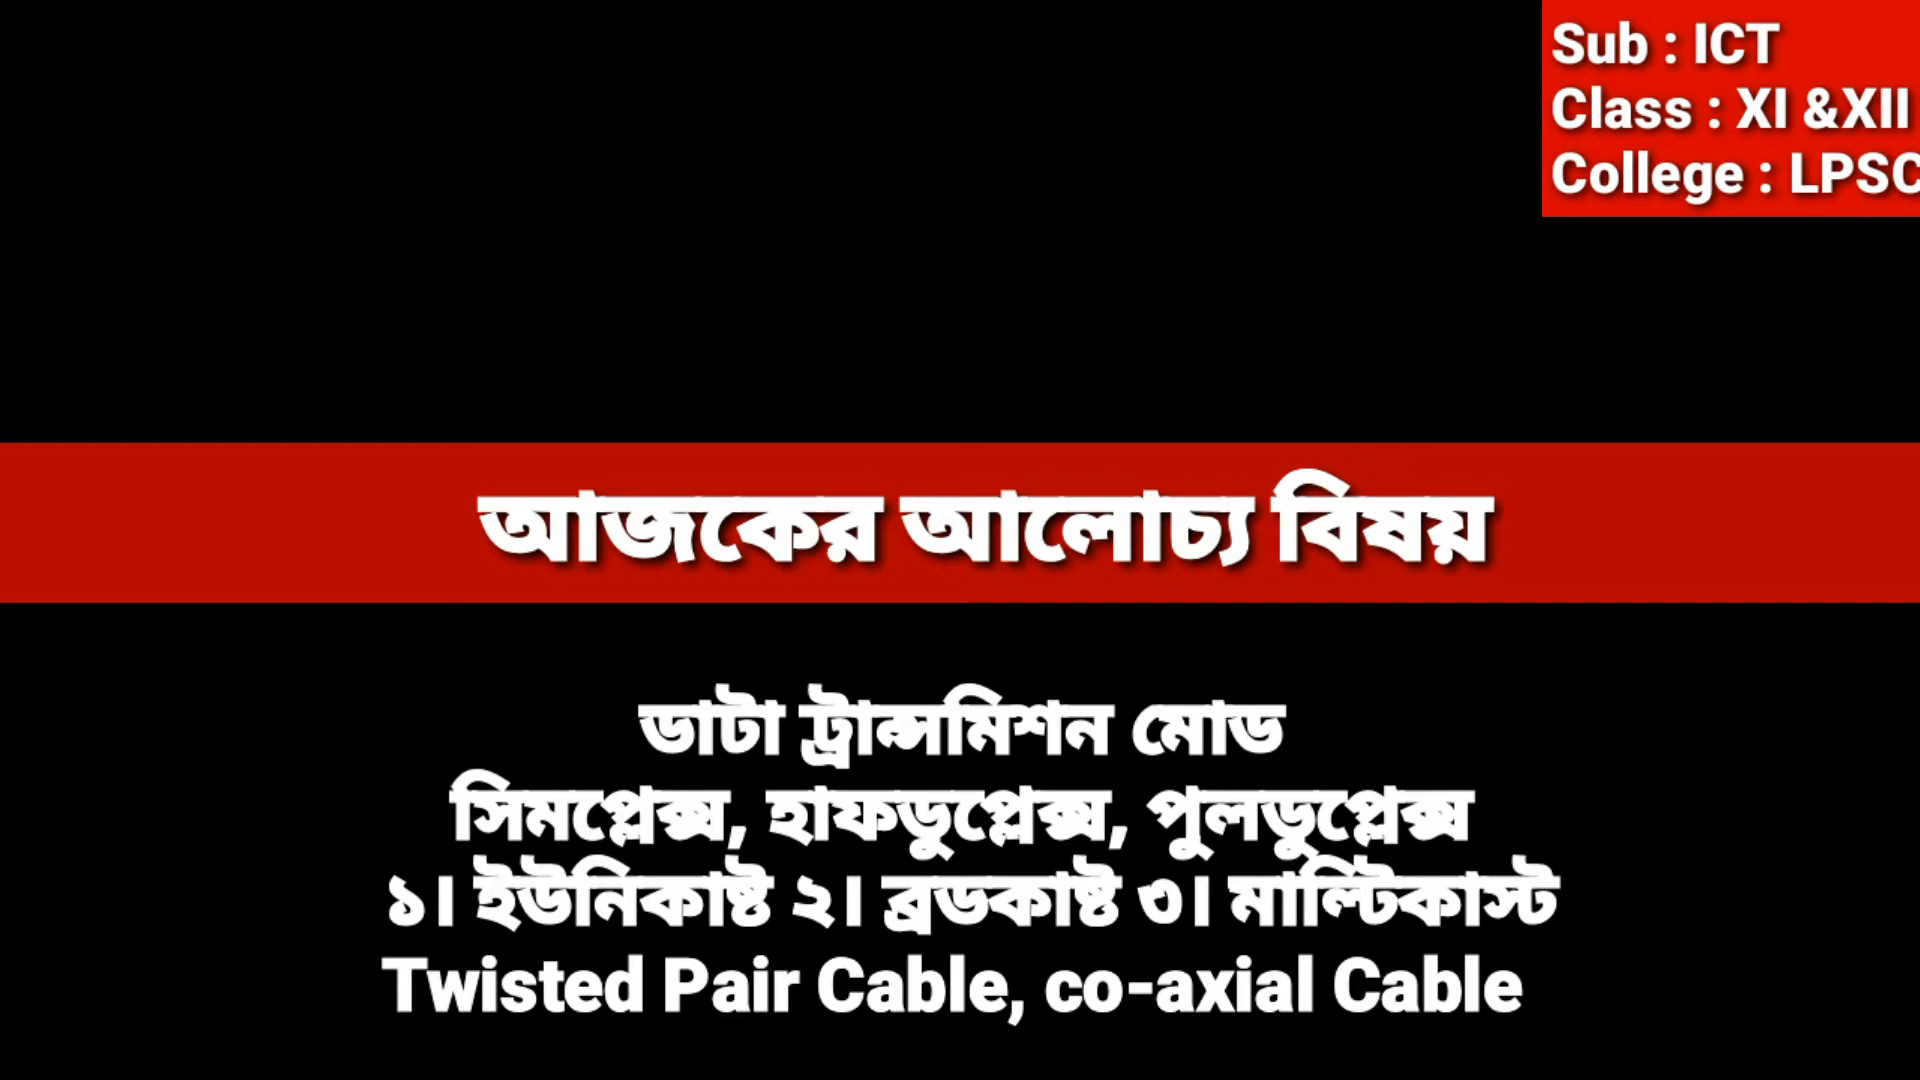 Sub : ICT
Class : XI &XII
College : LPSC
আজকের আলোচ্য বিষয়
ডাটা ট্রান্সমিশন মোড
সিমপ্লেক্স, হাফডুপ্লেক্স, পুলডুপ্লেক্স
১। ইউনিকাষ্ট ২। ব্রডকাষ্ট ৩। মাল্টিকাস্ট
Twisted Pair Cable, co-axial Cable